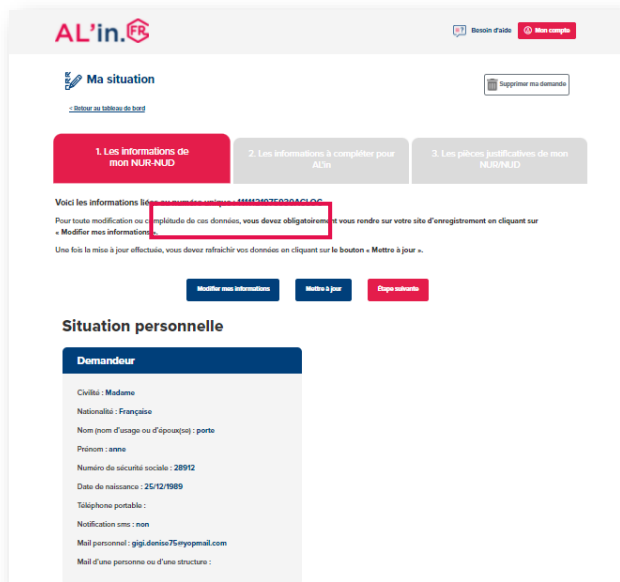 AL'in.FR
Besoin d'aide
Mon compte
Ma situation
Supprimer ma demande
< Retour au tableau de bord
1. Les informations de
mon NUR-NUD
2. Les informations à compléter pour
AL'in
3. Les pièces justificatives de mon
NUR/NUD
Voici les informations liées au numéro unique :
Pour toute modification ou complétude de cas données, vous devez obligatoirement vous rendre sur votre site d'enregistrement en cliquant sur
« Modifier mes informations ».
Une fois la mise à jour effectuée, vous devez rafraichir vos données en cliquant sur le bouton « Mettre à jour ».
Modifier mes informations
Mettre à jour
Étape suivante
Situation personnelle
Demandeur
Civilité : Madame
Nationalité : Française
Nom (nom d'usage ou d'époux(se) : porte
Prénom : anne
Numéro de sécurité sociale : 28912
Date de naissance : 25/12/1989
Téléphone portable :
Notification sms : non
Mail personnel : gigi.denise75@yopmail.com
Mail d'une personne ou d'une structure :